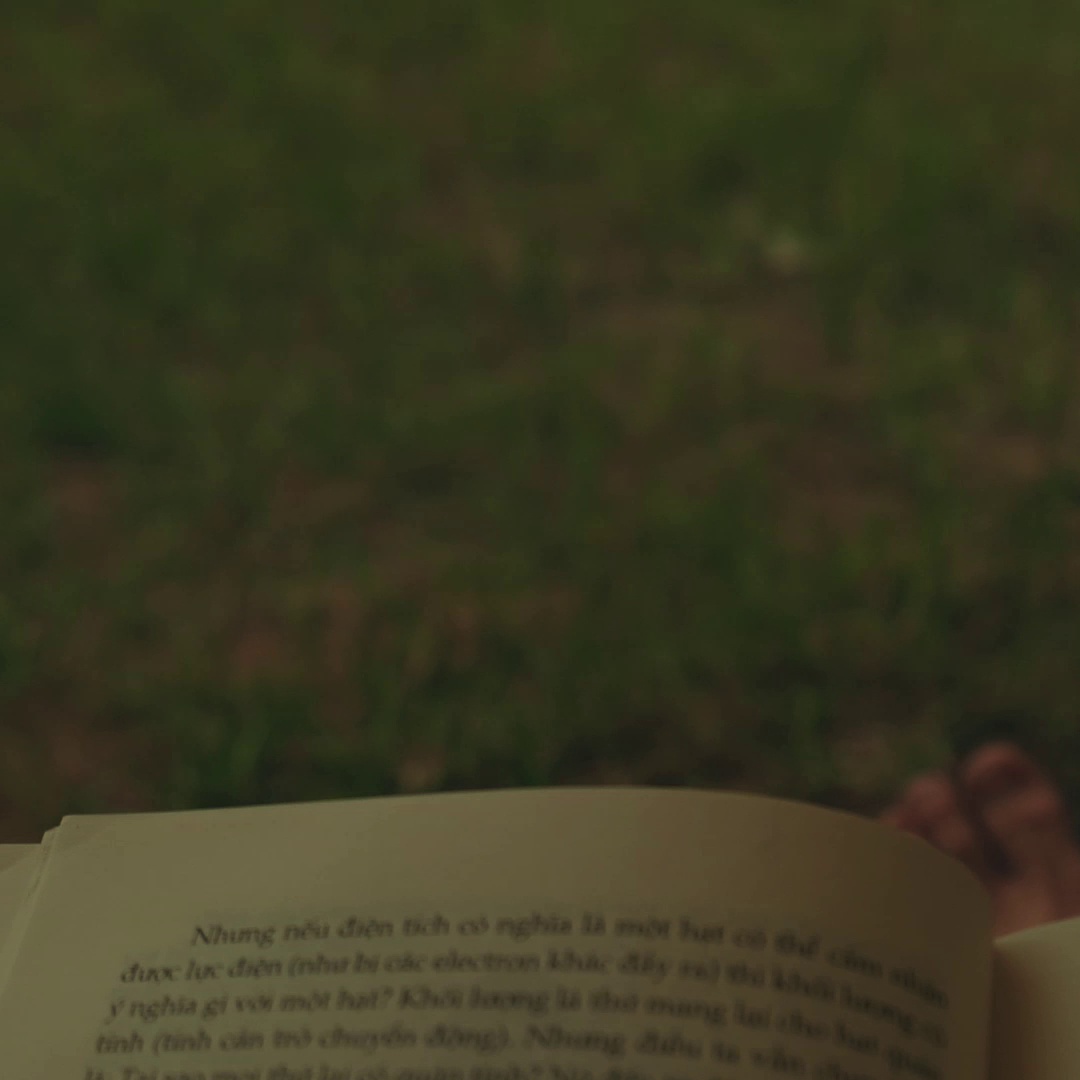 Nhưng nếu điện tích có nghĩa là một hạt có thể cảm nhận
được lực điện (như bị các electron khác đẩy ra) thì khối lượng có
ý nghĩa gì với một hạt? Khối lượng là thứ mang lại cho hạt quán
tính (tính cản trở chuyển động). Nhưng điều ta vẫn
là: Tại sao mọi thứ lại có quán tính?